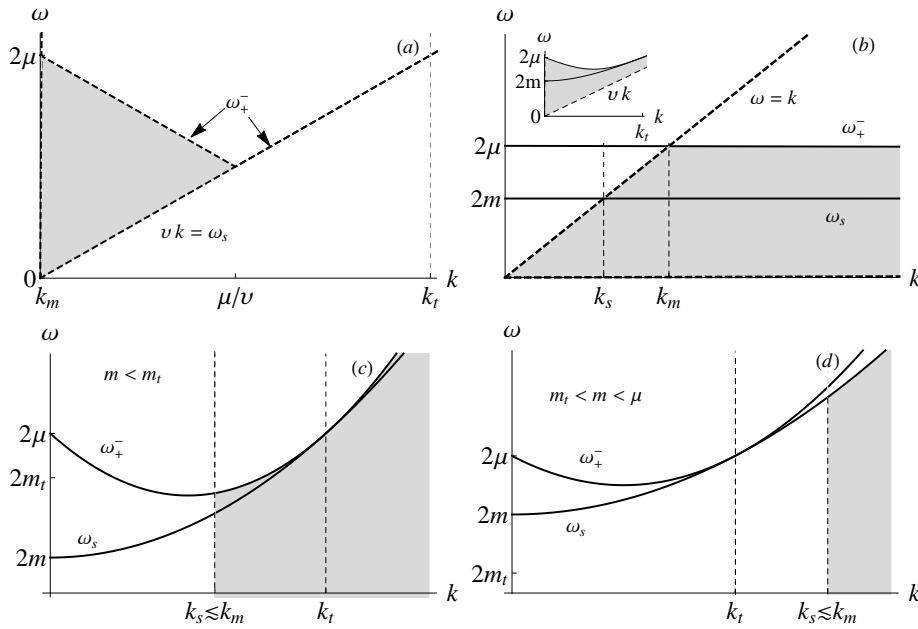 ω
(a)
2μ
ω₊⁻
υ k = ω_s
0
k_m
μ/υ
k_t
k
ω
(b)
ω
2μ
2m
υ k
k
k_t
ω = k
2μ
ω₊⁻
2m
ω_s
k_s
k_m
k
ω
(c)
m < m_t
2μ
ω₊⁻
2m_t
ω_s
2m
k_s ≲ k_m
k_t
k
ω
(d)
m_t < m < μ
2μ
ω₊⁻
2m
ω_s
2m_t
k_t
k_s ≲ k_m
k